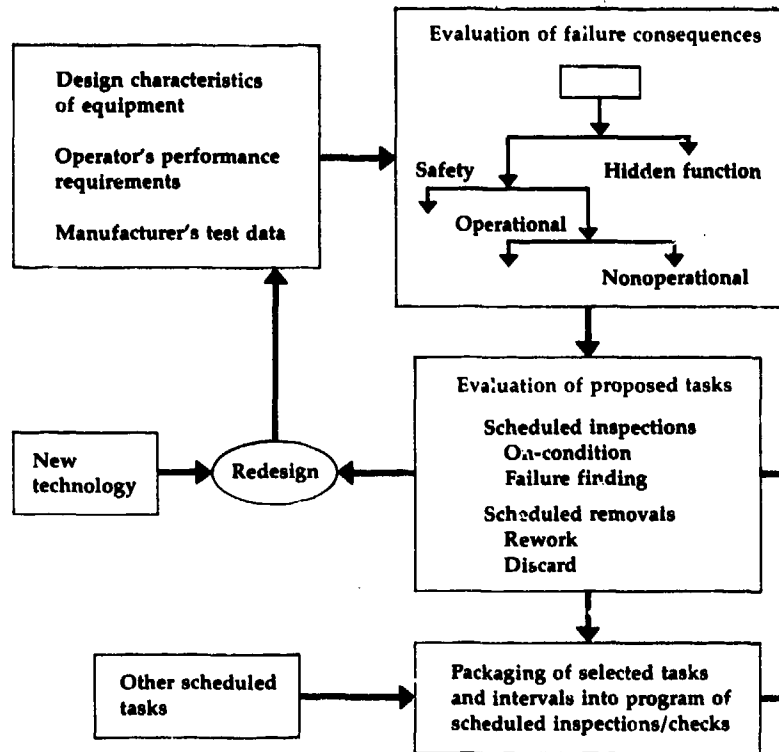 Design characteristics
of equipment
Operator's performance
requirements
Manufacturer's test data
Evaluation of failure consequences
Safety
Hidden function
Operational
Nonoperational
Evaluation of proposed tasks
Scheduled inspections
On-condition
Failure finding
Scheduled removals
Rework
Discard
New
technology
Redesign
Other scheduled
tasks
Packaging of selected tasks
and intervals into program of
scheduled inspections/checks